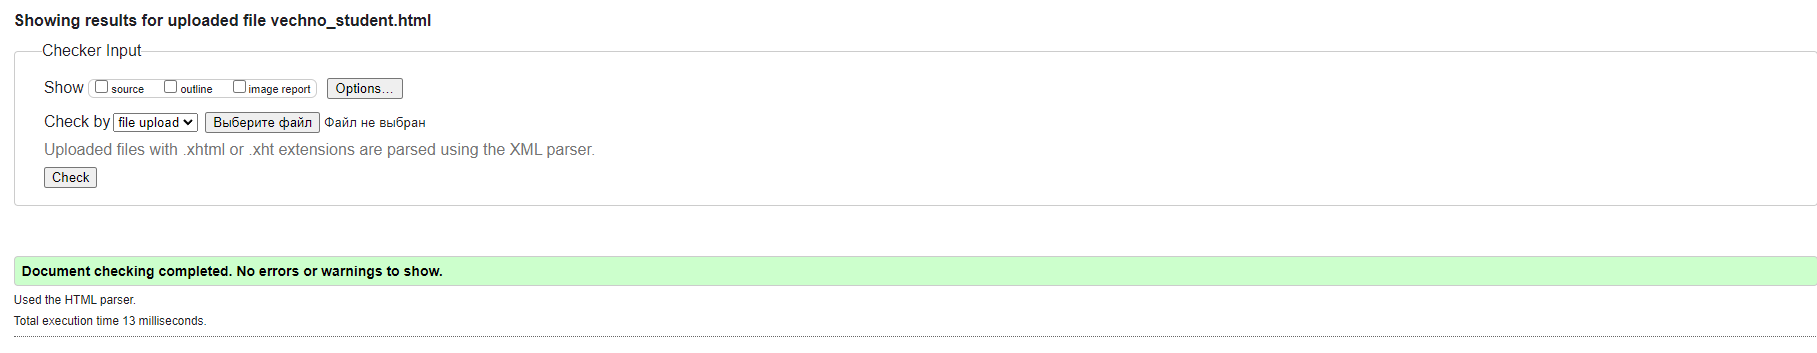 Showing results for uploaded file vechno_student.html
Checker Input
Show source outline image report Options...
Check by file upload Выберите файл Файл не выбран
Uploaded files with .xhtml or .xht extensions are parsed using the XML parser.
Check
Document checking completed. No errors or warnings to show.
Used the HTML parser.
Total execution time 13 milliseconds.